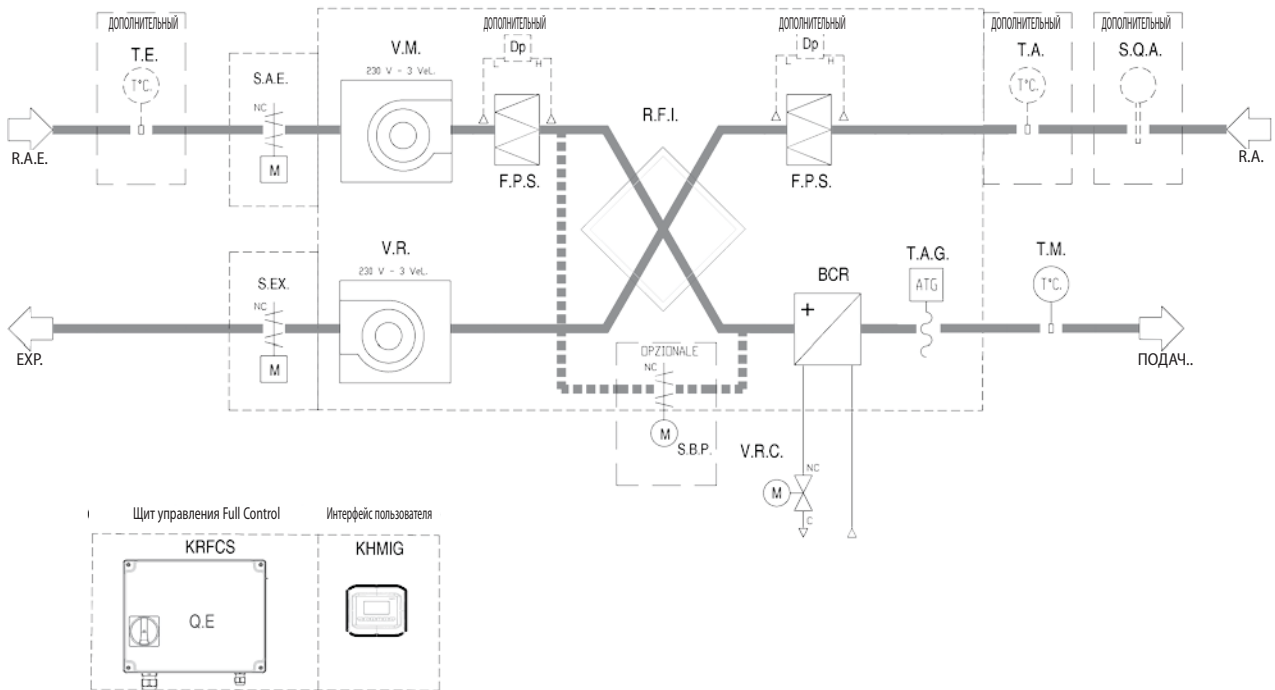 ДОПОЛНИТЕЛЬНЫЙ
ДОПОЛНИТЕЛЬНЫЙ
ДОПОЛНИТЕЛЬНЫЙ
ДОПОЛНИТЕЛЬНЫЙ
ДОПОЛНИТЕЛЬНЫЙ
T.E.
T°C.
S.A.E.
NC
M
V.M.
230 V - 3 Vel.
Dp
L
H
F.P.S.
R.F.I.
Dp
L
H
F.P.S.
T.A.
T°C.
S.Q.A.
R.A.E.
R.A.
S.EX.
NC
M
V.R.
230 V - 3 Vel.
BCR
+
T.A.G.
ATG
T.M.
T°C.
EXP.
ПОДАЧ..
OPZIONALE
NC
M
S.B.P.
V.R.C.
NC
M
C
Щит управления Full Control
Интерфейс пользователя
KRFCS
KHMIG
Q.E